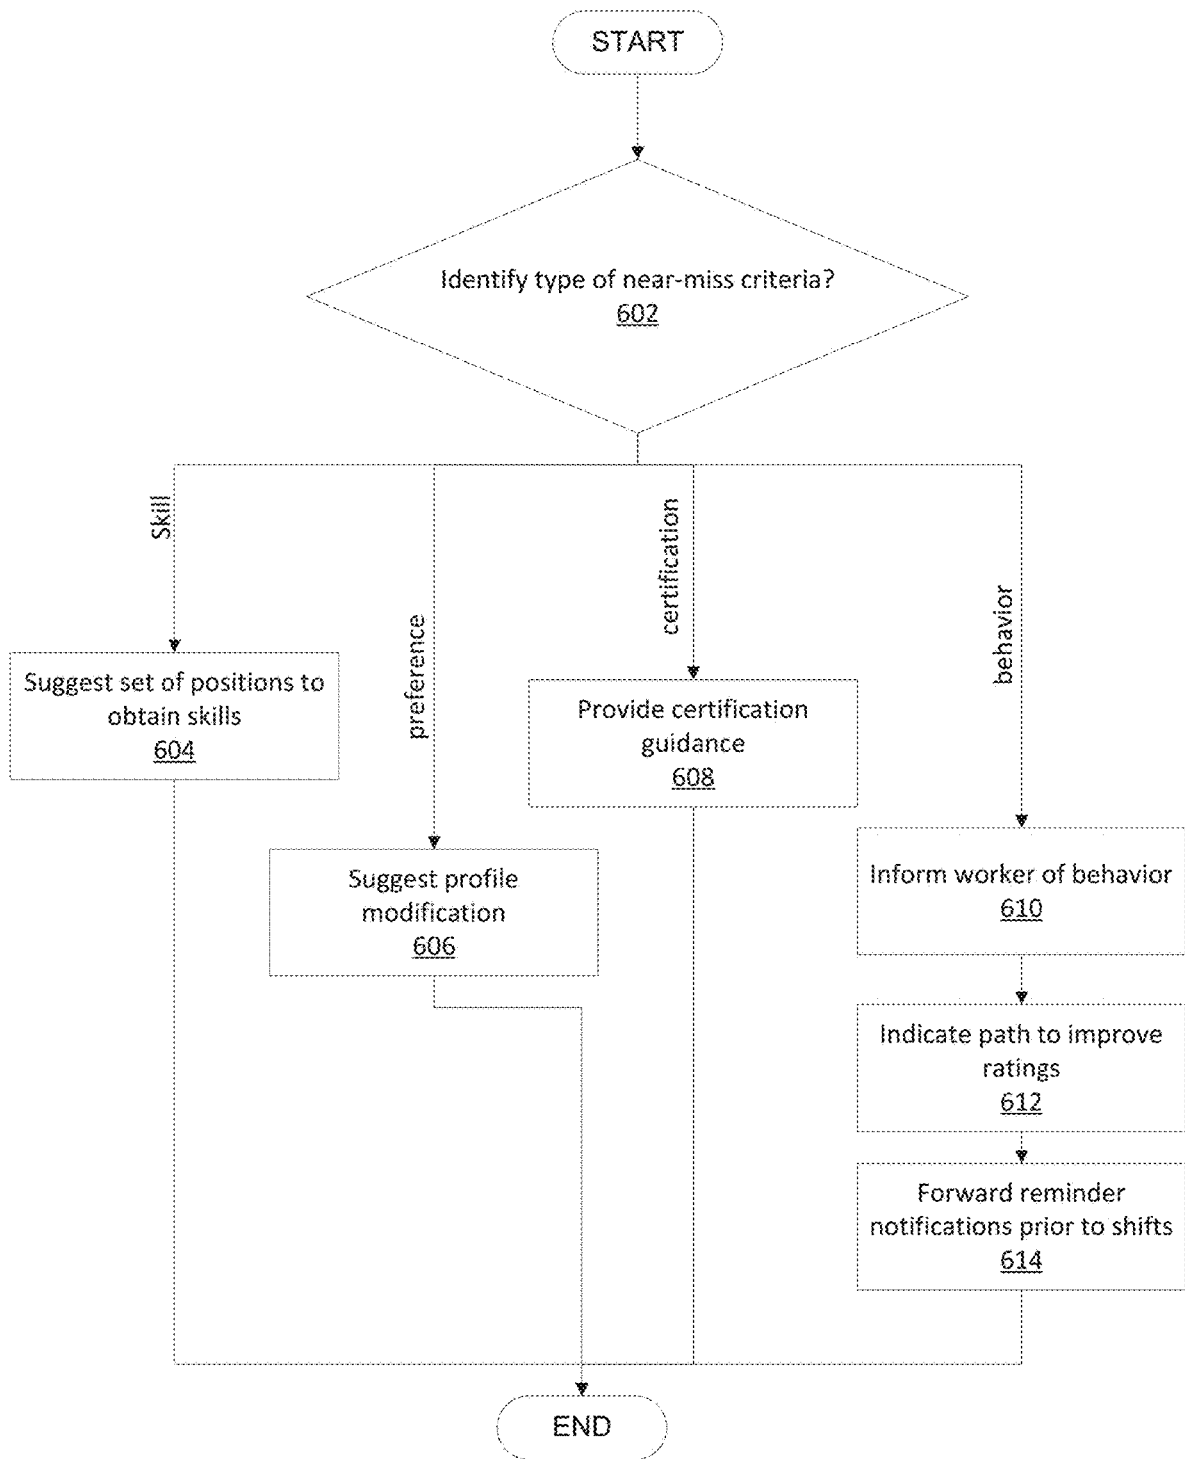 START
Identify type of near-miss criteria?
602
Skill
preference
certification
behavior
Suggest set of positions to
obtain skills
604
Provide certification
guidance
608
Suggest profile
modification
606
Inform worker of behavior
610
Indicate path to improve
ratings
612
Forward reminder
notifications prior to shifts
614
END